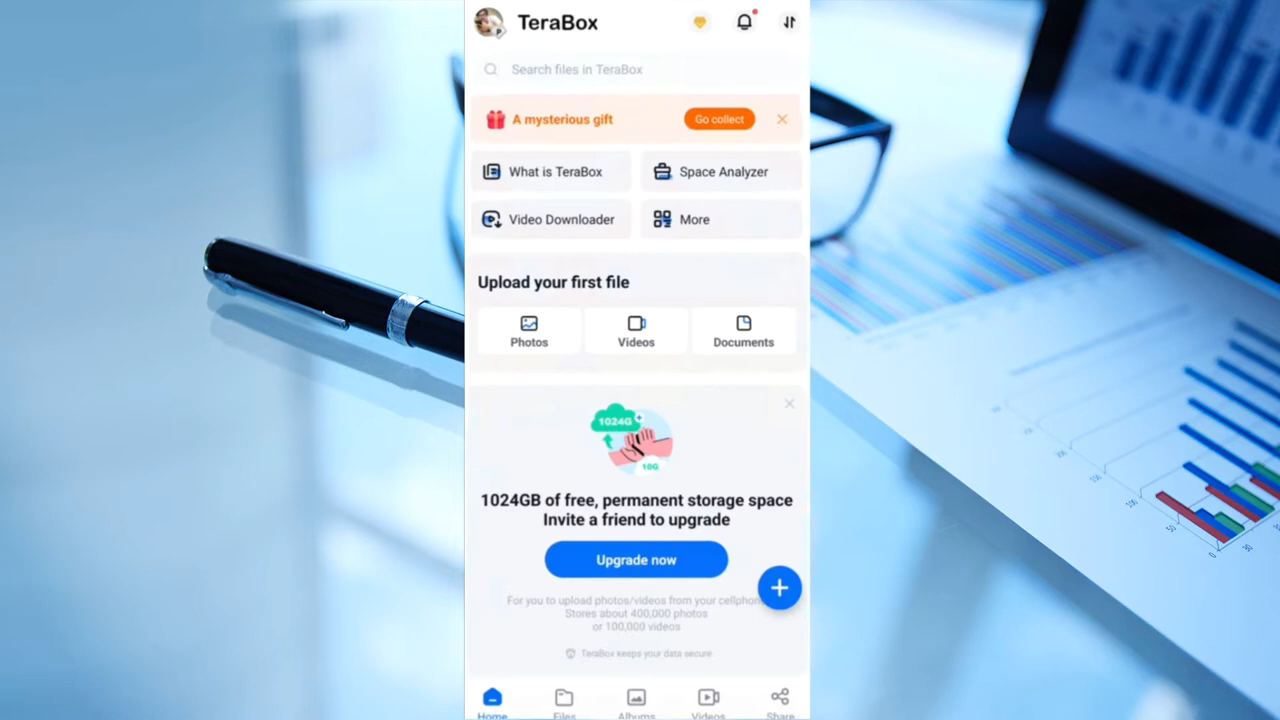 TeraBox
Search files in TeraBox
A mysterious gift
Go collect
What is TeraBox
Space Analyzer
Video Downloader
More
Upload your first file
Photos
Videos
Documents
1024G
10G
1024GB of free, permanent storage space
Invite a friend to upgrade
Upgrade now
For you to upload photos/videos from your
Stores about 400,000 photos
or 100,000 videos
TeraBox keeps your data secure
Home
Files
Albums
Videos
Share